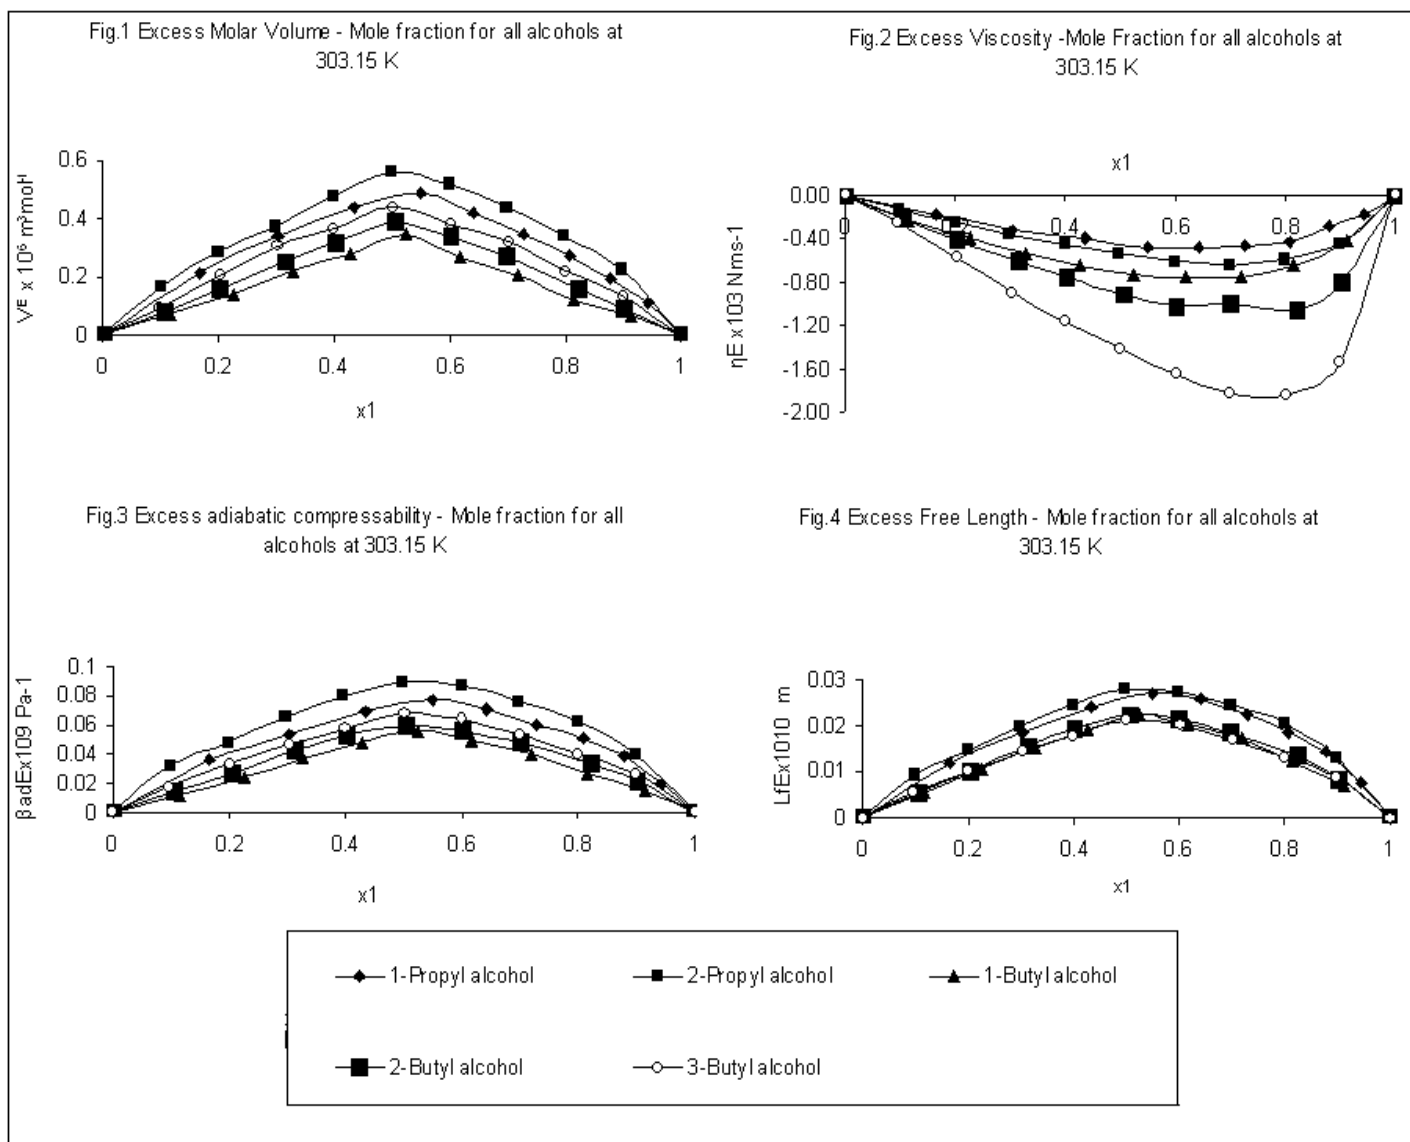 Fig.1 Excess Molar Volume - Mole fraction for all alcohols at
303.15 K
0.6
0.4
0.2
0
V^E x 10⁶ m³mol^-1
0 0.2 0.4 0.6 0.8 1
x1
Fig.2 Excess Viscosity -Mole Fraction for all alcohols at
303.15 K
x1
0.00
-0.40
-0.80
-1.20
-1.60
-2.00
0 0.2 0.4 0.6 0.8 1
ηE x103 Nms-1
Fig.3 Excess adiabatic compressability - Mole fraction for all
alcohols at 303.15 K
0.1
0.08
0.06
0.04
0.02
0
βadEx109 Pa-1
0 0.2 0.4 0.6 0.8 1
x1
Fig.4 Excess Free Length - Mole fraction for all alcohols at
303.15 K
0.03
0.02
0.01
0
LfEx1010 m
0 0.2 0.4 0.6 0.8 1
x1
1-Propyl alcohol 2-Propyl alcohol 1-Butyl alcohol
2-Butyl alcohol 3-Butyl alcohol